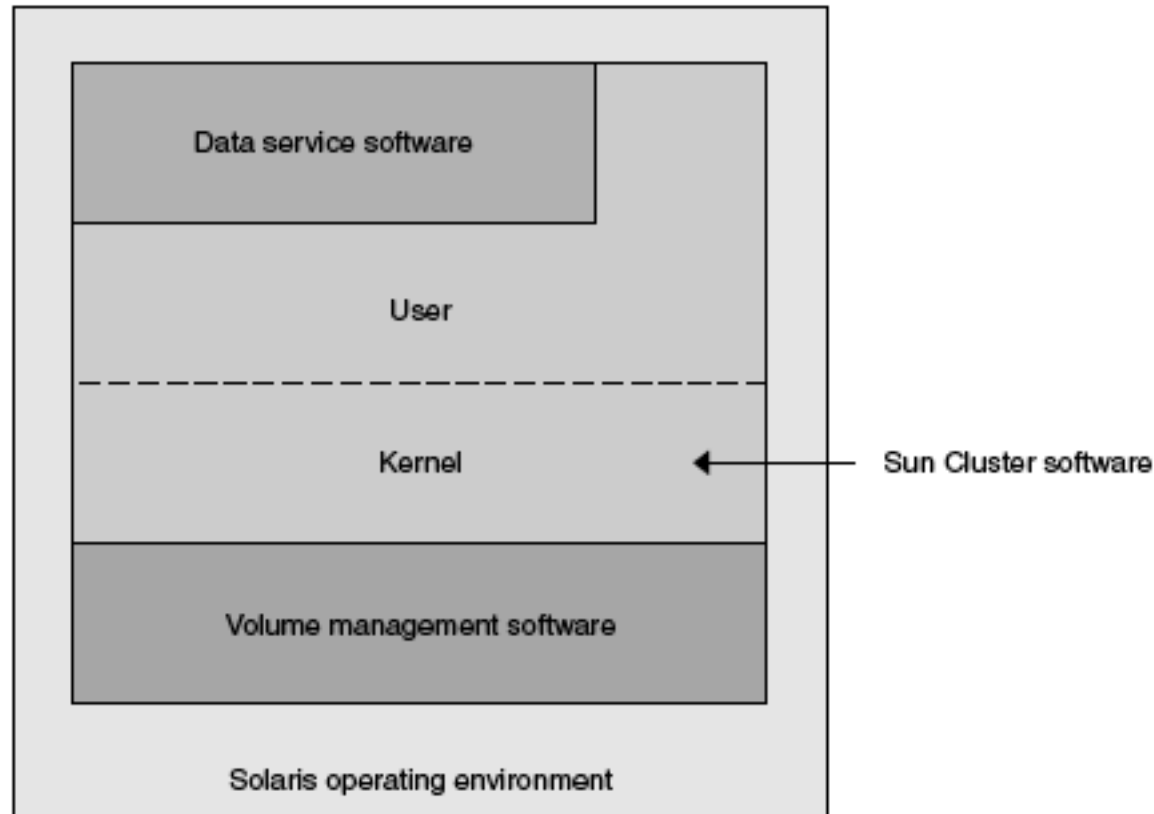 Data service software
User
Kernel
Sun Cluster software
Volume management software
Solaris operating environment